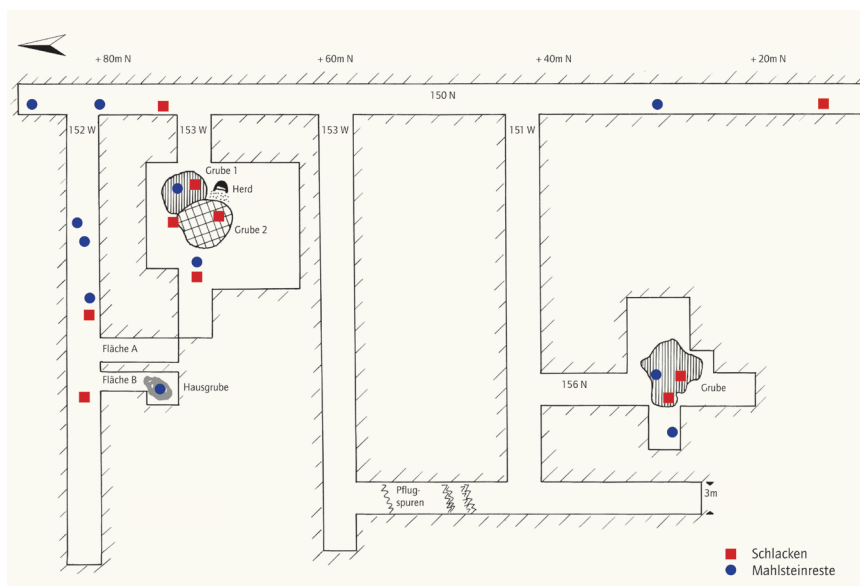 + 80m N
+ 60m N
+ 40m N
+ 20m N
150 N
152 W
153 W
153 W
151 W
Grube 1
Herd
Grube 2
Fläche A
Fläche B
Hausgrube
156 N
Grube
Pflug-
spuren
3m
Schlacken
Mahlsteinreste